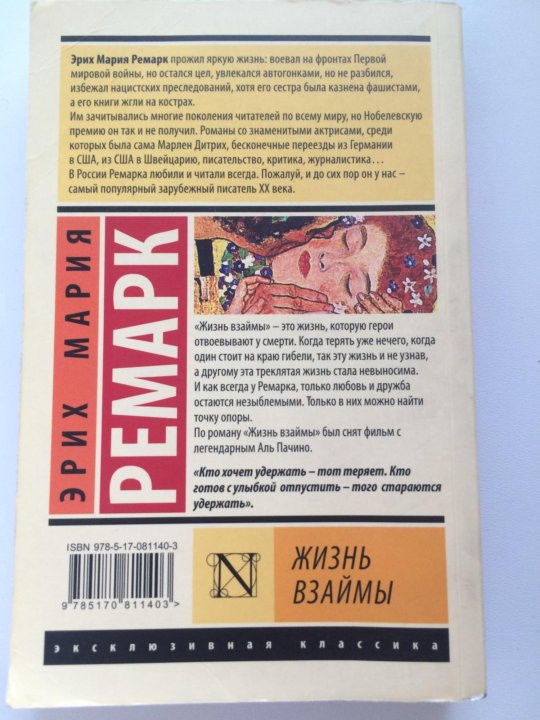 Эрих Мария Ремарк прожил яркую жизнь: воевал на фронтах Первой
мировой войны, но остался цел, увлекался автогонками, но не разбился,
избежал нацистских преследований, хотя его сестра была казнена фашистами,
а его книги жгли на кострах.
Им зачитывались многие поколения читателей по всему миру, но Нобелевскую
премию он так и не получил. Романы со знаменитыми актрисами, среди
которых была сама Марлен Дитрих, бесконечные переезды из Германии
в США, из США в Швейцарию, писательство, критика, журналистика...
В России Ремарка любили и читали всегда. Пожалуй, и до сих пор он у нас –
самый популярный зарубежный писатель XX века.
ЭРИХ МАРИЯ
РЕМАРК
«Жизнь взаймы» – это жизнь, которую герои
отвоевывают у смерти. Когда терять уже нечего, когда
один стоит на краю гибели, так эту жизнь и не узнав,
а другому эта треклятая жизнь стала невыносима.
И как всегда у Ремарка, только любовь и дружба
остаются незыблемыми. Только в них можно найти
точку опоры.
По роману «Жизнь взаймы» был снят фильм с
легендарным Аль Пачино.
«Кто хочет удержать – тот теряет. Кто
готов с улыбкой отпустить – того стараются
удержать».
ISBN 978-5-17-081140-3
9 785170 811403 >
N
ЖИЗНЬ
ВЗАЙМЫ
эксклюзивная классика